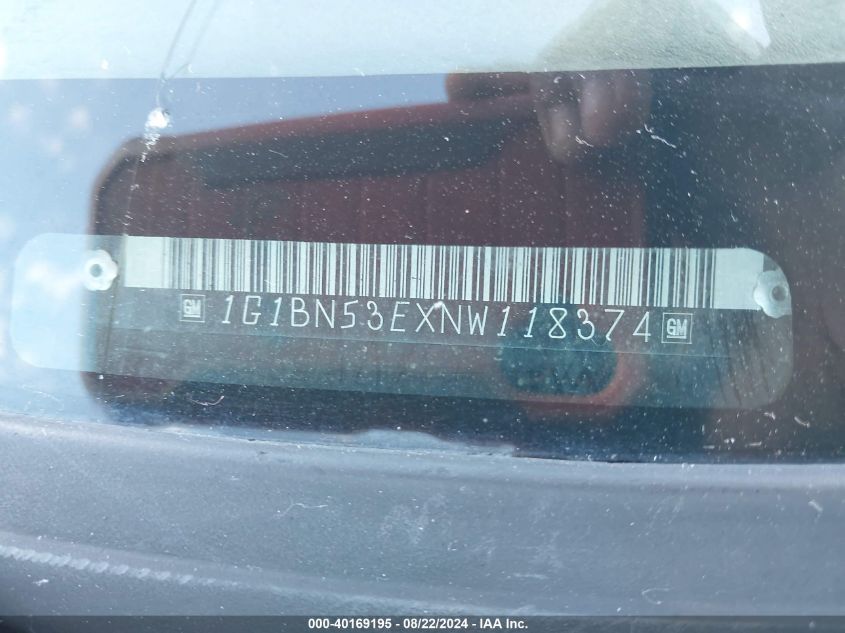 GM 1G1BN53EXNW118374 GM
000-40169195 - 08/22/2024 - IAA Inc.